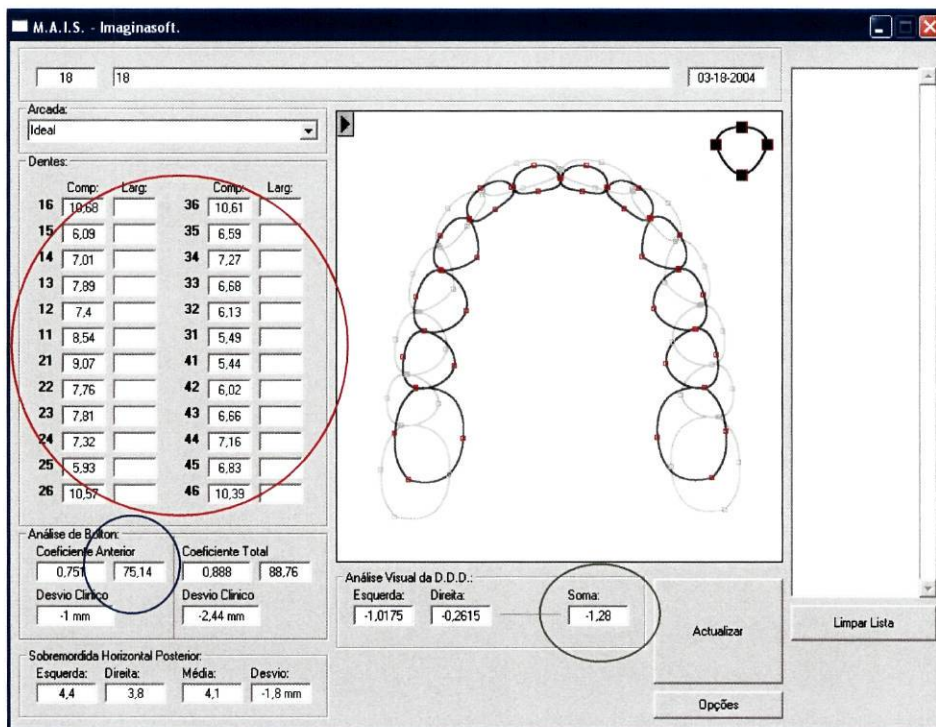 M.A.I.S. - Imaginasoft.
18 18 03-18-2004
Arcada:
Ideal
Dentes:
Comp: Larg: Comp: Larg:
16 10,68 36 10,61
15 6,09 35 6,59
14 7,01 34 7,27
13 7,89 33 6,68
12 7,4 32 6,13
11 8,54 31 5,49
21 9,07 41 5,44
22 7,76 42 6,02
23 7,81 43 6,66
24 7,32 44 7,16
25 5,93 45 6,83
26 10,57 46 10,39
Análise de Bolton:
Coeficiente Anterior Coeficiente Total
0,751 75,14 0,888 88,76
Desvio Clinico Desvio Clinico
-1 mm -2,44 mm
Sobremordida Horizontal Posterior:
Esquerda: Direita: Média: Desvio:
4,4 3,8 4,1 -1,8 mm
Análise Visual da D.D.D.:
Esquerda: Direita: Soma:
-1,0175 -0,2615 -1,28
Actualizar
Opções
Limpar Lista